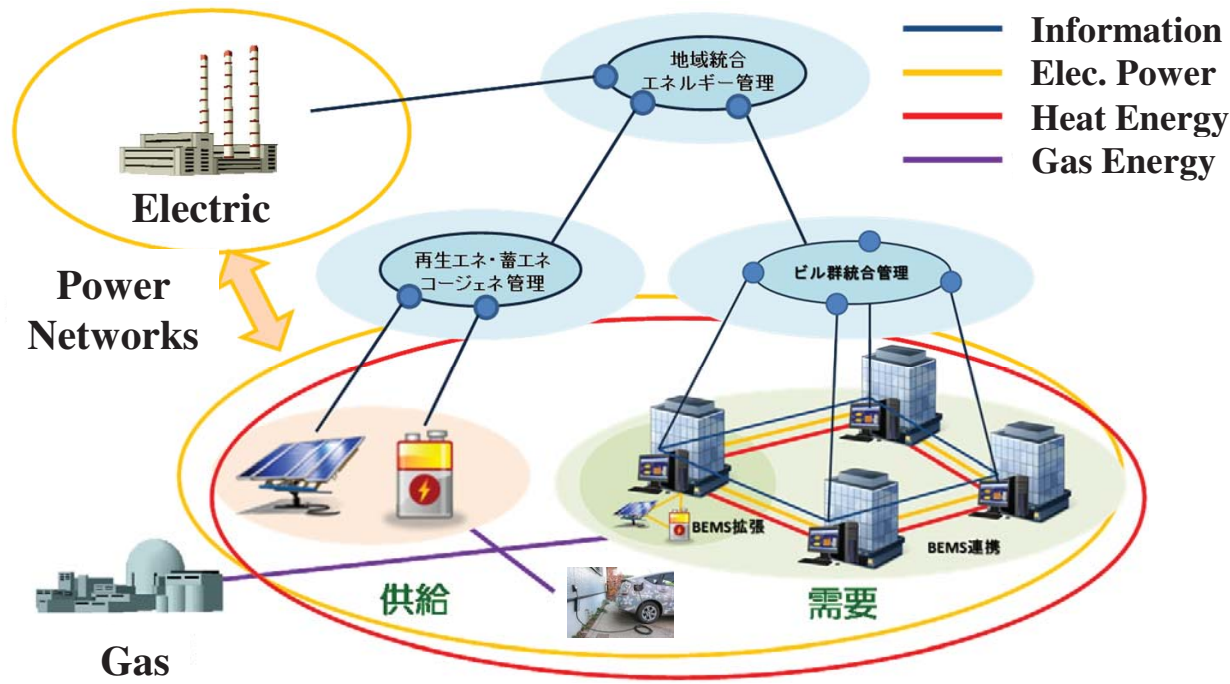 Information
Elec. Power
Heat Energy
Gas Energy
地域統合
エネルギー管理
Electric
Power
Networks
再生エネ・蓄エネ
コージェネ管理
ビル群統合管理
BEMS拡張
BEMS連携
供給
需要
Gas